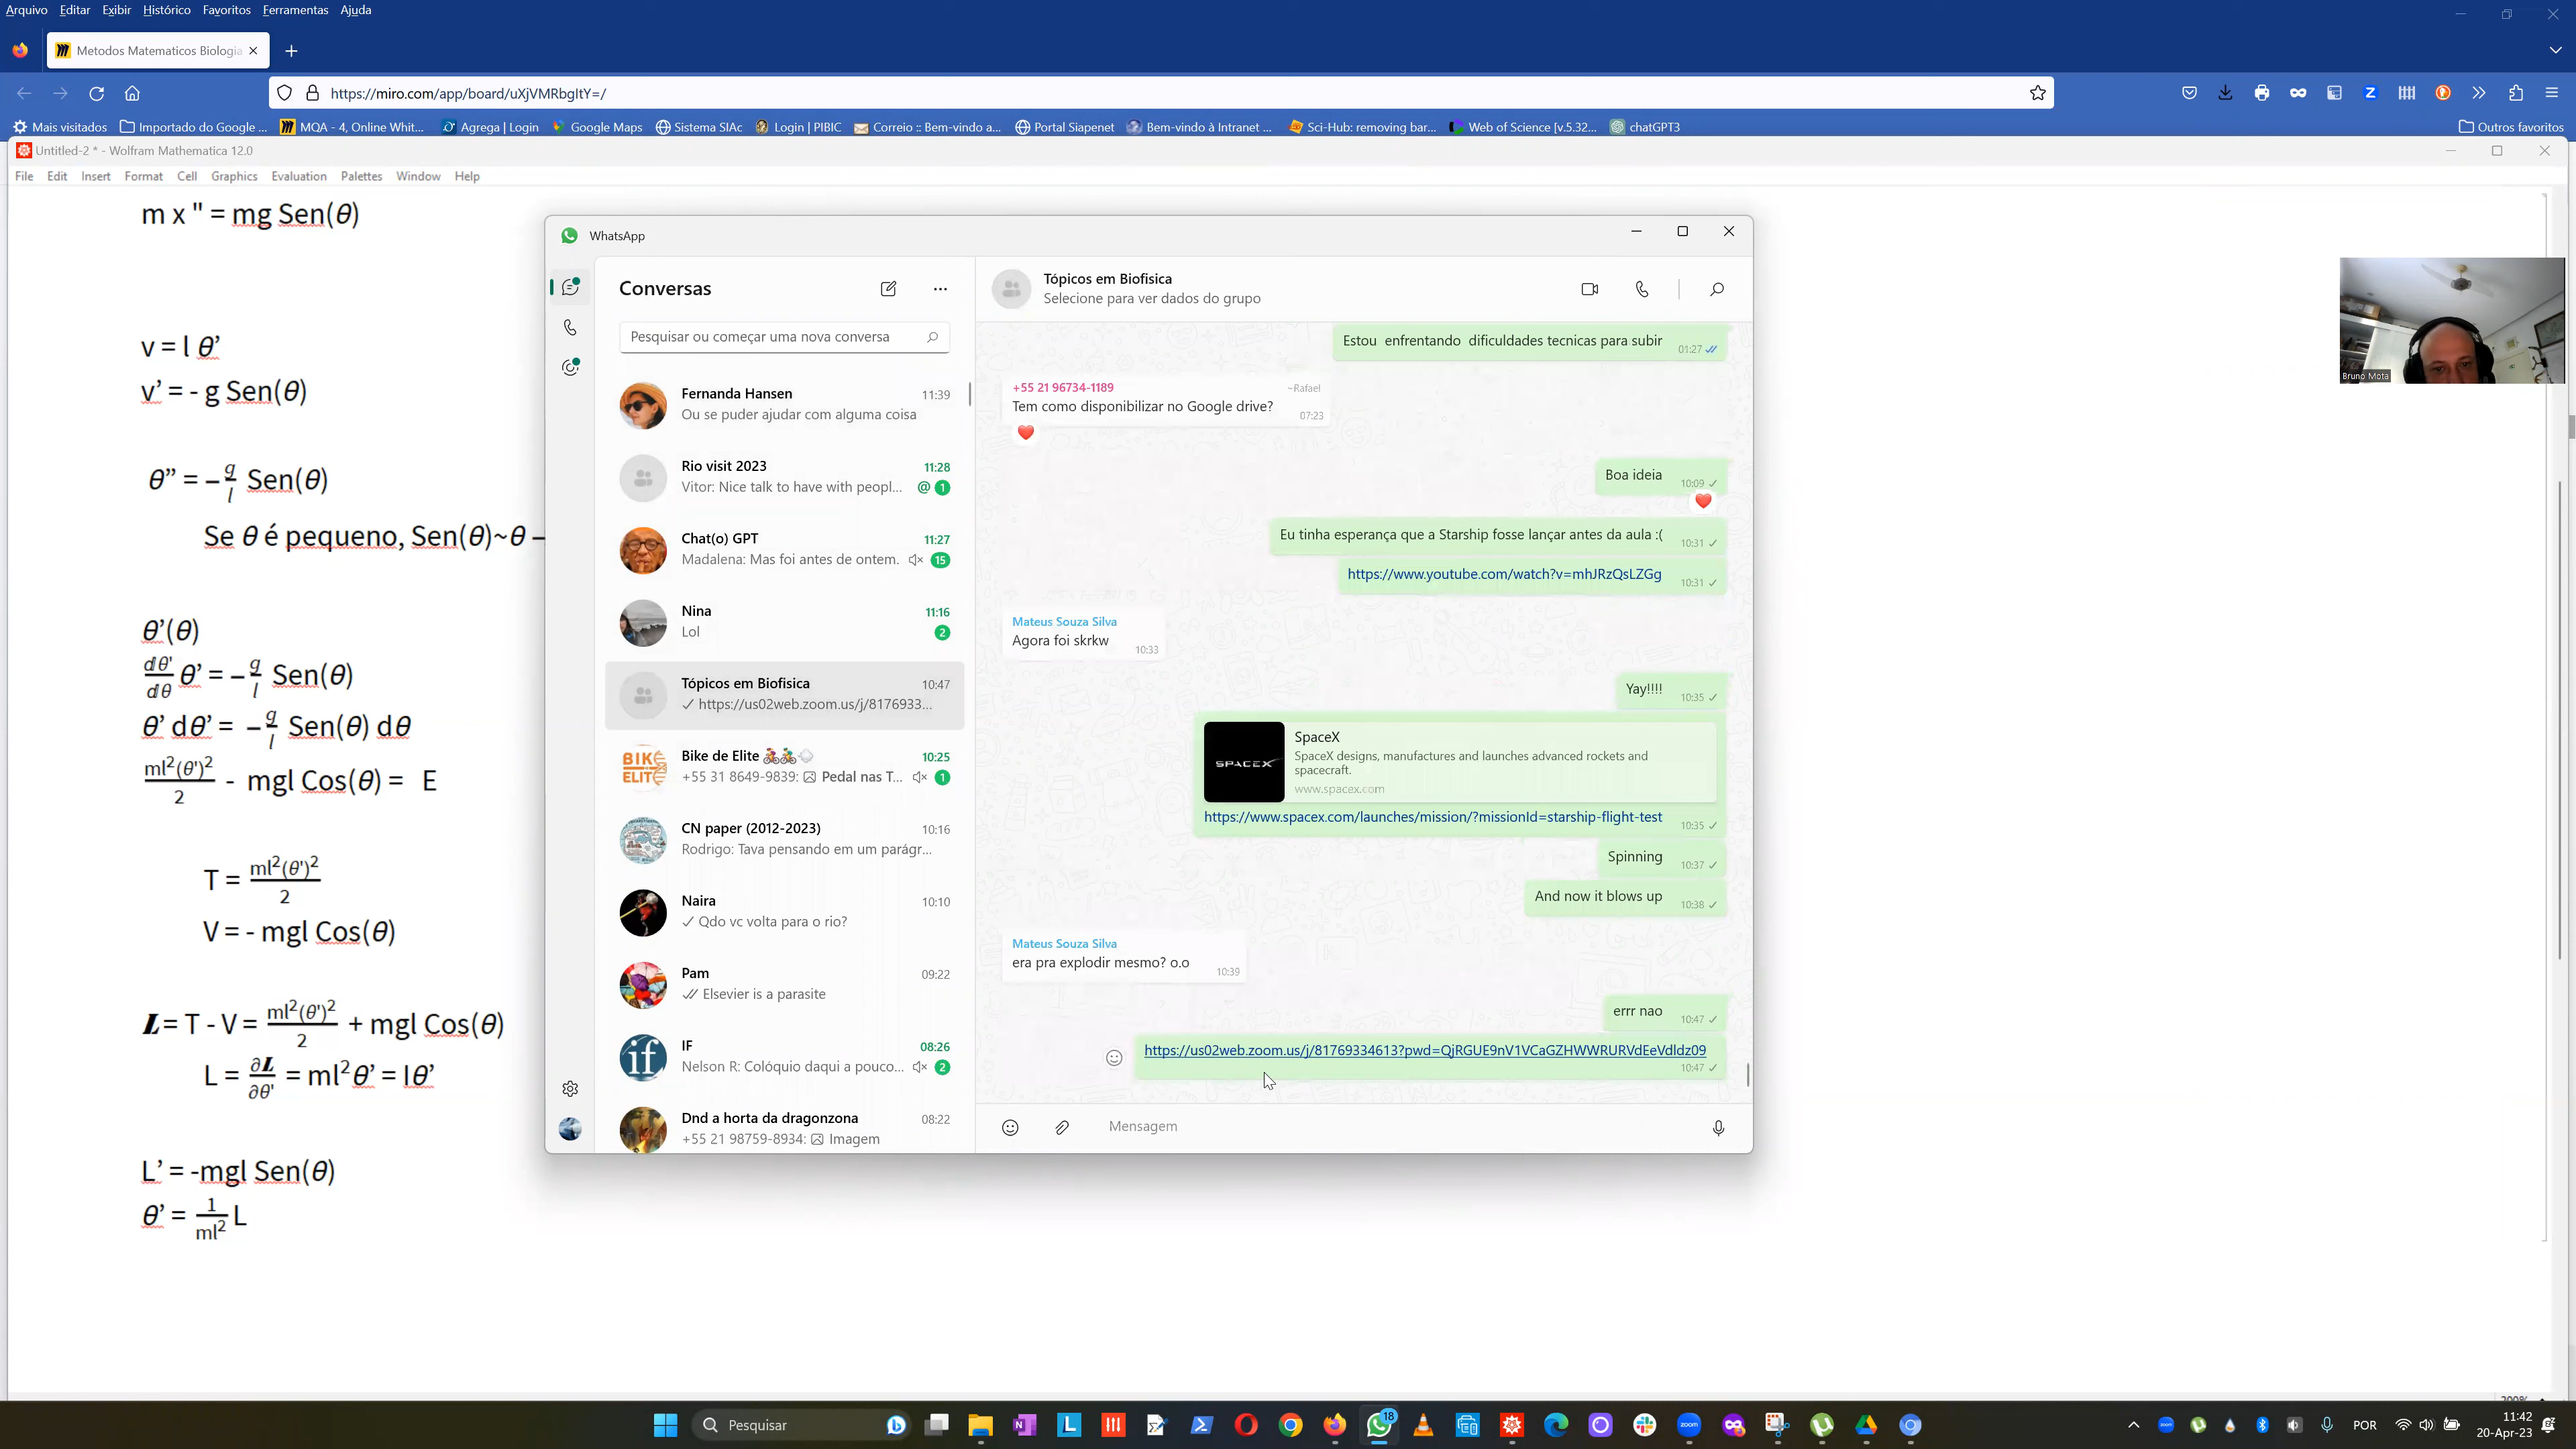 Arquivo Editar Exibir Histórico Favoritos Ferramentas Ajuda
Metodos Matematicos Biologia
https://miro.com/app/board/uXjVMRbgItY=/
Mais visitados Importado do Google ... MQA - 4, Online Whit... Agrega | Login Google Maps Sistema SIAc Login | PIBIC Correio :: Bem-vindo a... Portal Siapenet Bem-vindo à Intranet ... Sci-Hub: removing bar... Web of Science [v.5.32... chatGPT3 Outros favoritos
Untitled-2 * - Wolfram Mathematica 12.0
File Edit Insert Format Cell Graphics Evaluation Palettes Window Help
m x " = mg Sen(θ)
v = l θ’
v’ = - g Sen(θ)
θ’’ = – g/l Sen(θ)
Se θ é pequeno, Sen(θ)~θ –
θ’(θ)
dθ'/dθ θ’ = – g/l Sen(θ)
θ’ dθ’ = – g/l Sen(θ) dθ
ml²(θ')²/2 - mgl Cos(θ) = E
T = ml²(θ')²/2
V = - mgl Cos(θ)
L = T - V = ml²(θ')²/2 + mgl Cos(θ)
L = ∂L/∂θ' = ml²θ’ = Iθ’
L’ = -mgl Sen(θ)
θ’ = 1/ml² L
WhatsApp
Conversas
Pesquisar ou começar uma nova conversa
Fernanda Hansen 11:39
Ou se puder ajudar com alguma coisa
Rio visit 2023 11:28
Vitor: Nice talk to have with peopl... @ 1
Chat(o) GPT 11:27
Madalena: Mas foi antes de ontem. 15
Nina 11:16
Lol 2
Tópicos em Biofisica 10:47
https://us02web.zoom.us/j/8176933...
Bike de Elite 🚴🚴💨 10:25
+55 31 8649-9839: Pedal nas T... 1
BIKE ELITE
CN paper (2012-2023) 10:16
Rodrigo: Tava pensando em um parágr...
Naira 10:10
Qdo vc volta para o rio?
Pam 09:22
Elsevier is a parasite
IF 08:26
Nelson R: Colóquio daqui a pouco... 2
if
Dnd a horta da dragonzona 08:22
+55 21 98759-8934: Imagem
Tópicos em Biofisica
Selecione para ver dados do grupo
Estou enfrentando dificuldades tecnicas para subir 01:27
+55 21 96734-1189 ~Rafael
Tem como disponibilizar no Google drive? 07:23
❤️
Boa ideia 10:09
❤️
Eu tinha esperança que a Starship fosse lançar antes da aula :( 10:31
https://www.youtube.com/watch?v=mhJRzQsLZGg 10:31
Mateus Souza Silva
Agora foi skrkw 10:33
Yay!!!! 10:35
SPACEX
SpaceX
SpaceX designs, manufactures and launches advanced rockets and
spacecraft.
www.spacex.com
https://www.spacex.com/launches/mission/?missionId=starship-flight-test 10:35
Spinning 10:37
And now it blows up 10:38
Mateus Souza Silva
era pra explodir mesmo? o.o 10:39
errr nao 10:47
https://us02web.zoom.us/j/81769334613?pwd=QjRGUE9nV1VCaGZHWWRURVdEeVdldz09
10:47
Mensagem
Bruno Mota
Pesquisar
18
POR
11:42
20-Apr-23